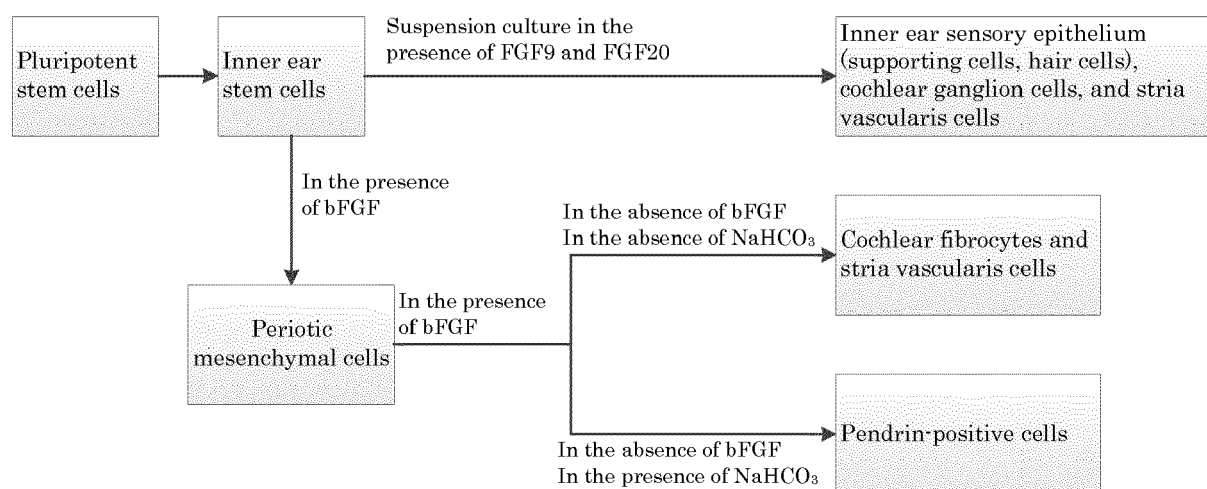 Pluripotent
stem cells
Inner ear
stem cells
Suspension culture in the
presence of FGF9 and FGF20
Inner ear sensory epithelium
(supporting cells, hair cells),
cochlear ganglion cells, and stria
vascularis cells
In the presence
of bFGF
Periotic
mesenchymal cells
In the presence
of bFGF
In the absence of bFGF
In the absence of NaHCO₃
Cochlear fibrocytes and
stria vascularis cells
In the absence of bFGF
In the presence of NaHCO₃
Pendrin-positive cells